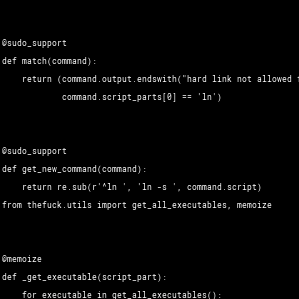 @sudo_support
def match(command):
    return (command.output.endswith("hard link not allowed
            command.script_parts[0] == 'ln')
@sudo_support
def get_new_command(command):
    return re.sub(r'^ln ', 'ln -s ', command.script)
from thefuck.utils import get_all_executables, memoize
@memoize
def _get_executable(script_part):
    for executable in get_all_executables():